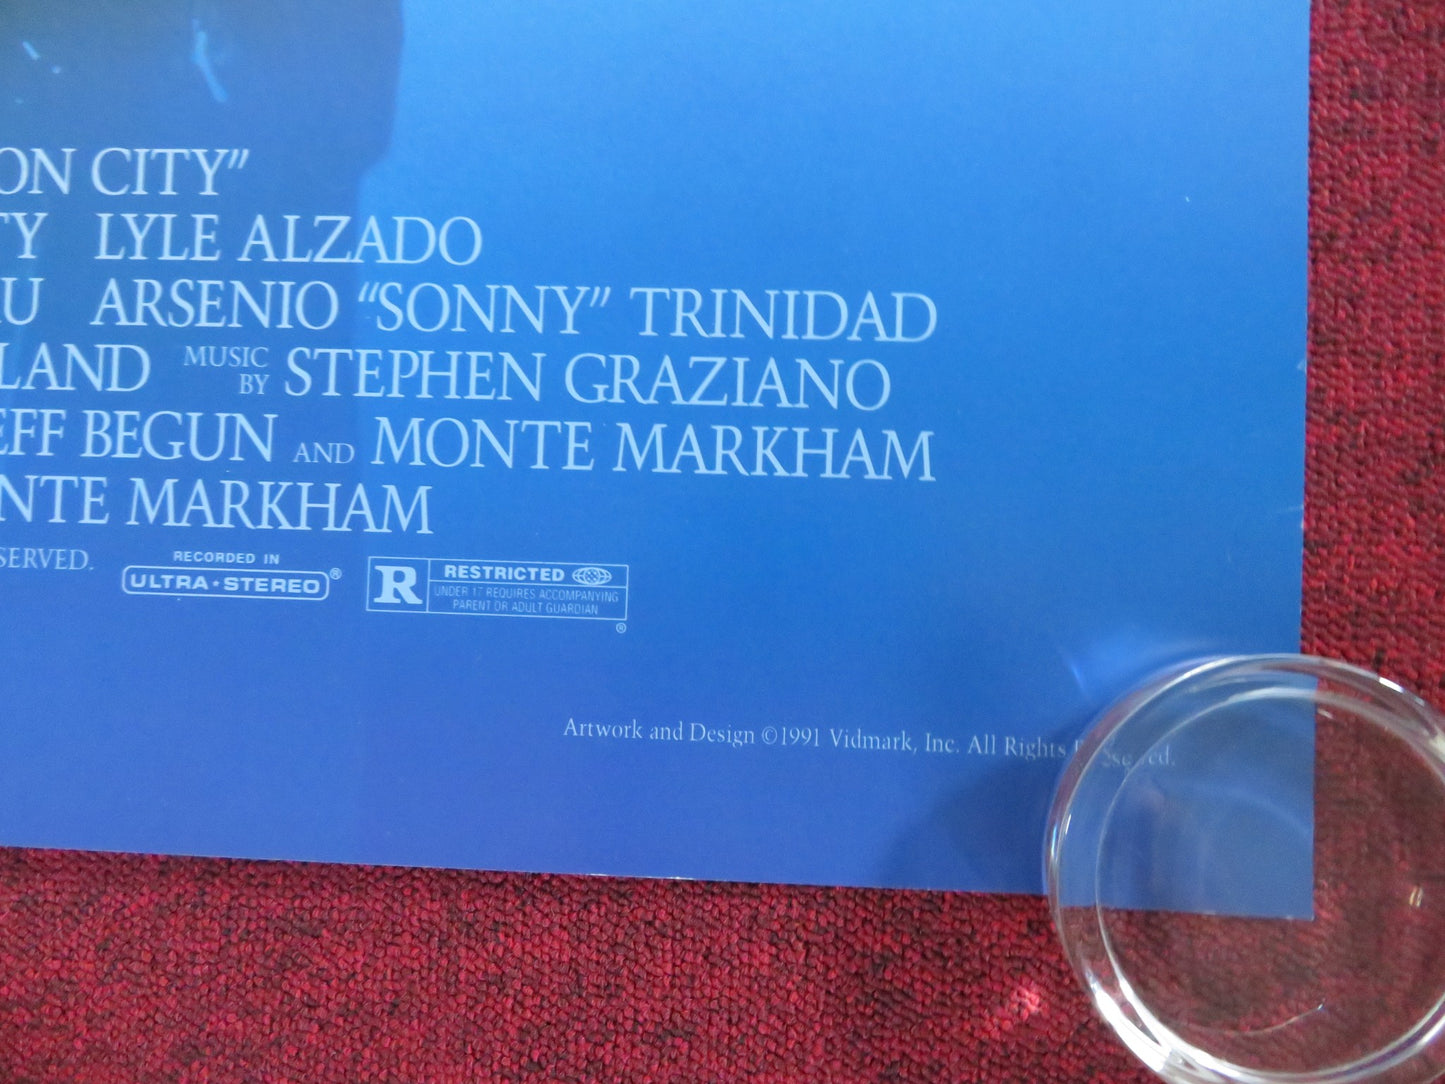 ON CITY”
TY LYLE ALZADO
AU ARSENIO “SONNY” TRINIDAD
LAND MUSIC BY STEPHEN GRAZIANO
EFF BEGUN AND MONTE MARKHAM
NTE MARKHAM
SERVED. RECORDED IN
ULTRA★STEREO®
R RESTRICTED
UNDER 17 REQUIRES ACCOMPANYING
PARENT OR ADULT GUARDIAN
®
Artwork and Design ©1991 Vidmark, Inc. All Rights Reserved.